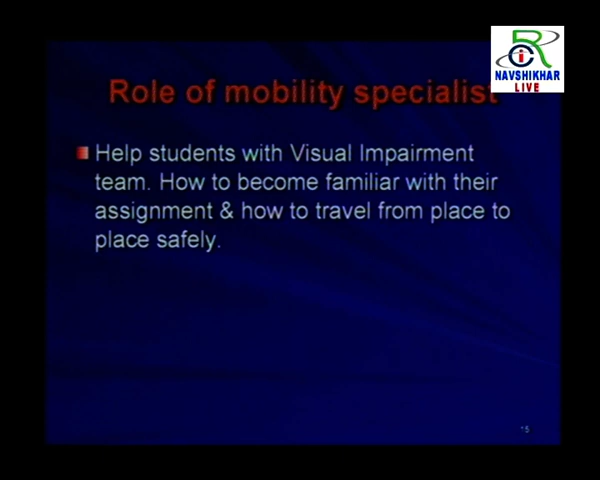 RCI
NAVSHIKHAR
LIVE
Role of mobility specialist
Help students with Visual Impairment
team. How to become familiar with their
assignment & how to travel from place to
place safely.